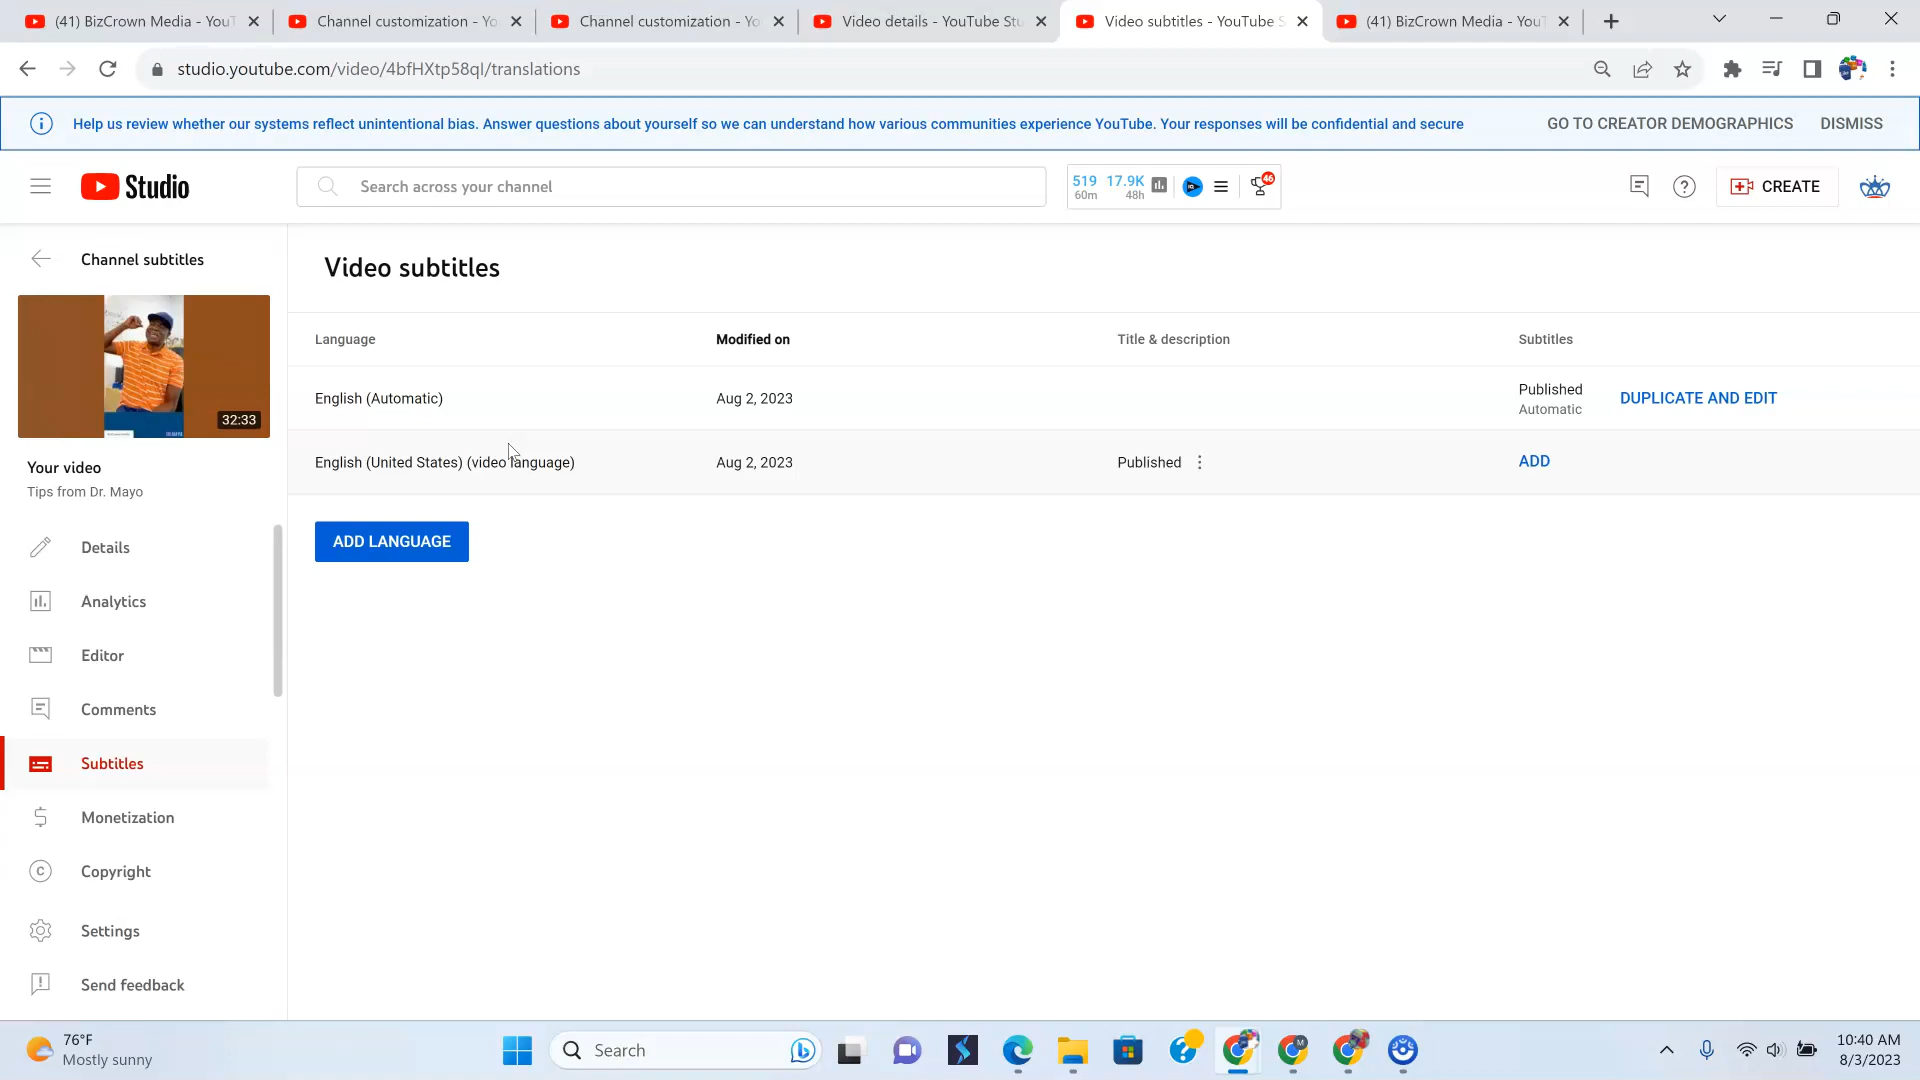 (41) BizCrown Media - YouT
Channel customization - Yo
Channel customization - Yo
Video details - YouTube Stu
Video subtitles - YouTube S
(41) BizCrown Media - YouT
studio.youtube.com/video/4bfHXtp58qI/translations
Help us review whether our systems reflect unintentional bias. Answer questions about yourself so we can understand how various communities experience YouTube. Your responses will be confidential and secure
GO TO CREATOR DEMOGRAPHICS
DISMISS
Studio
Search across your channel
519 17.9K
60m 48h
46
CREATE
Channel subtitles
Video subtitles
Language
Modified on
Title & description
Subtitles
English (Automatic)
Aug 2, 2023
Published
Automatic
DUPLICATE AND EDIT
32:33
English (United States) (video language)
Aug 2, 2023
Published
ADD
Your video
Tips from Dr. Mayo
ADD LANGUAGE
Details
Analytics
Editor
Comments
Subtitles
Monetization
Copyright
Settings
Send feedback
76°F
Mostly sunny
Search
M
10:40 AM
8/3/2023